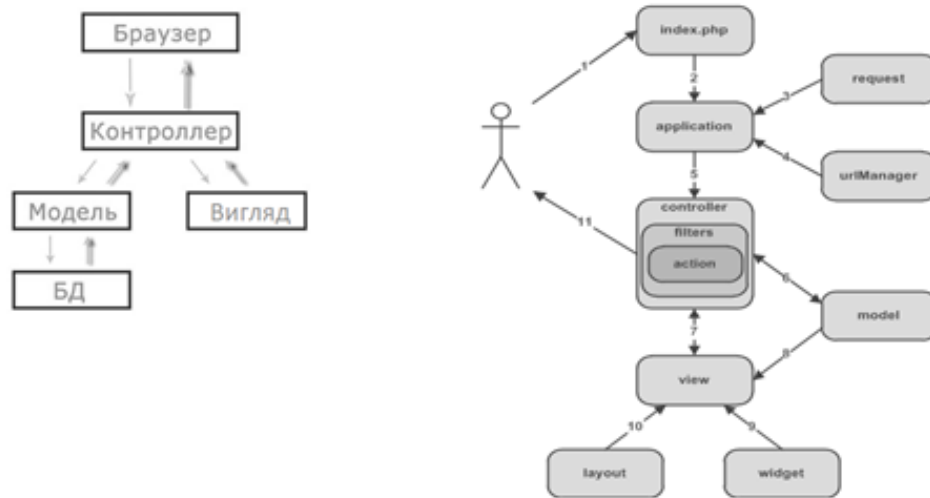 Браузер
Контроллер
Модель
Вигляд
БД
index.php
1
2
request
3
application
4
urlManager
5
controller
11
filters
action
6
model
7
8
view
10
9
layout
widget